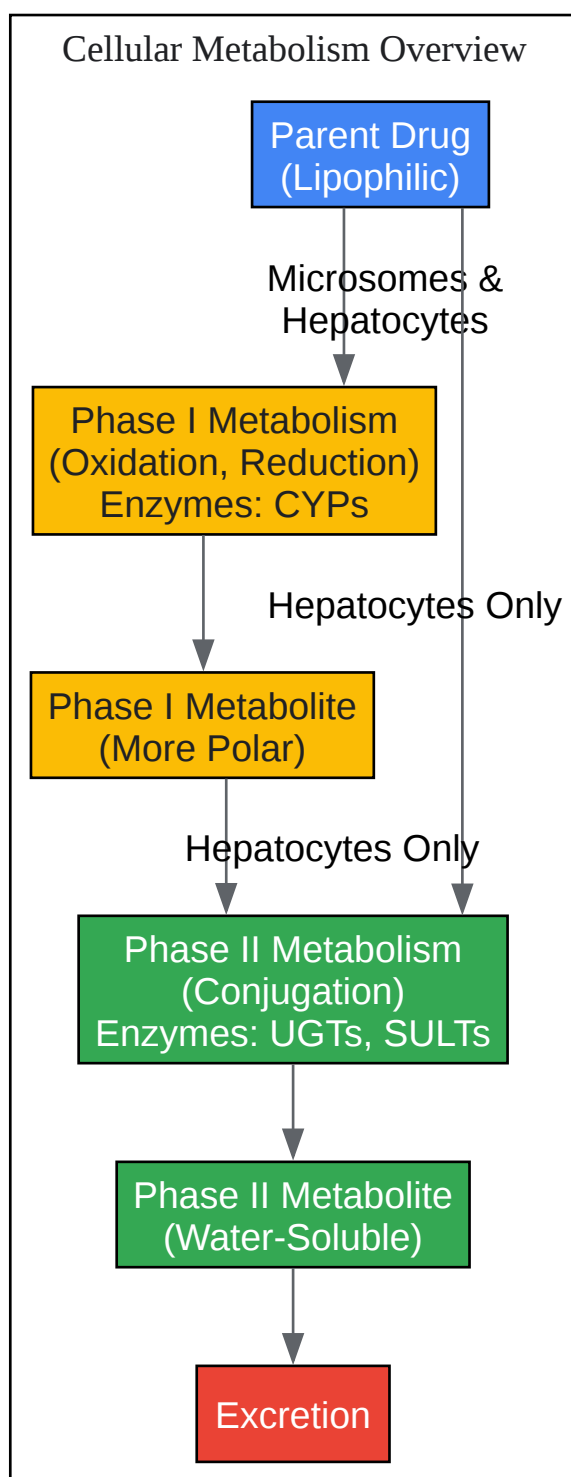 Cellular Metabolism Overview
Parent Drug
(Lipophilic)
Microsomes &
Hepatocytes
Phase I Metabolism
(Oxidation, Reduction)
Enzymes: CYPs
Hepatocytes Only
Phase I Metabolite
(More Polar)
Hepatocytes Only
Phase II Metabolism
(Conjugation)
Enzymes: UGTs, SULTs
Phase II Metabolite
(Water-Soluble)
Excretion